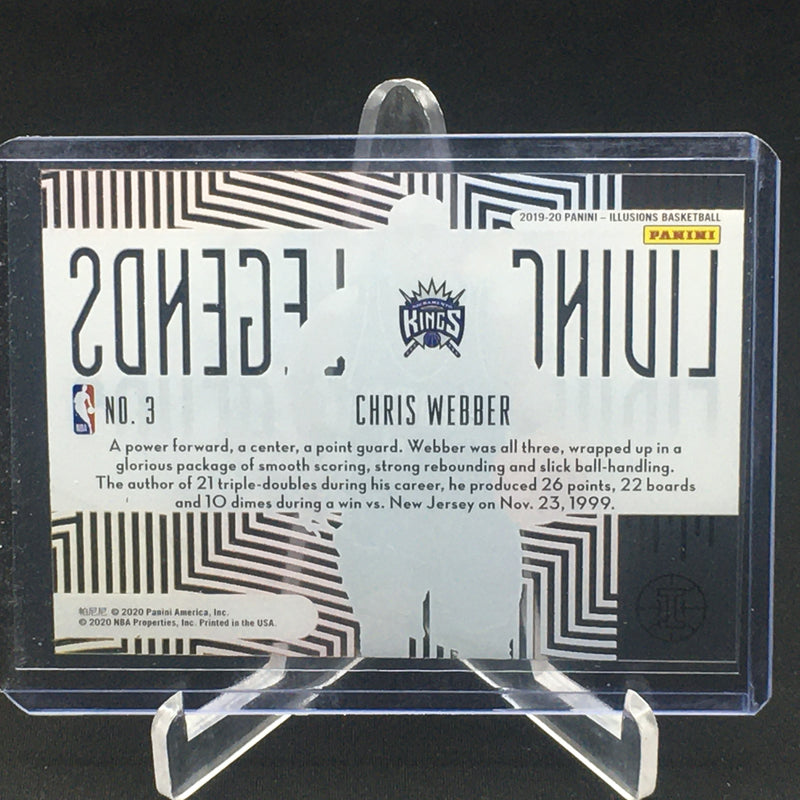 2019-20 PANINI – ILLUSIONS BASKETBALL
PANINI
LIVING LEGENDS
SACRAMENTO
KINGS
NBA
NO. 3
CHRIS WEBBER
A power forward, a center, a point guard. Webber was all three, wrapped up in a
glorious package of smooth scoring, strong rebounding and slick ball-handling.
The author of 21 triple-doubles during his career, he produced 26 points, 22 boards
and 10 dimes during a win vs. New Jersey on Nov. 23, 1999.
帕尼尼 © 2020 Panini America, Inc.
© 2020 NBA Properties, Inc. Printed in the USA.